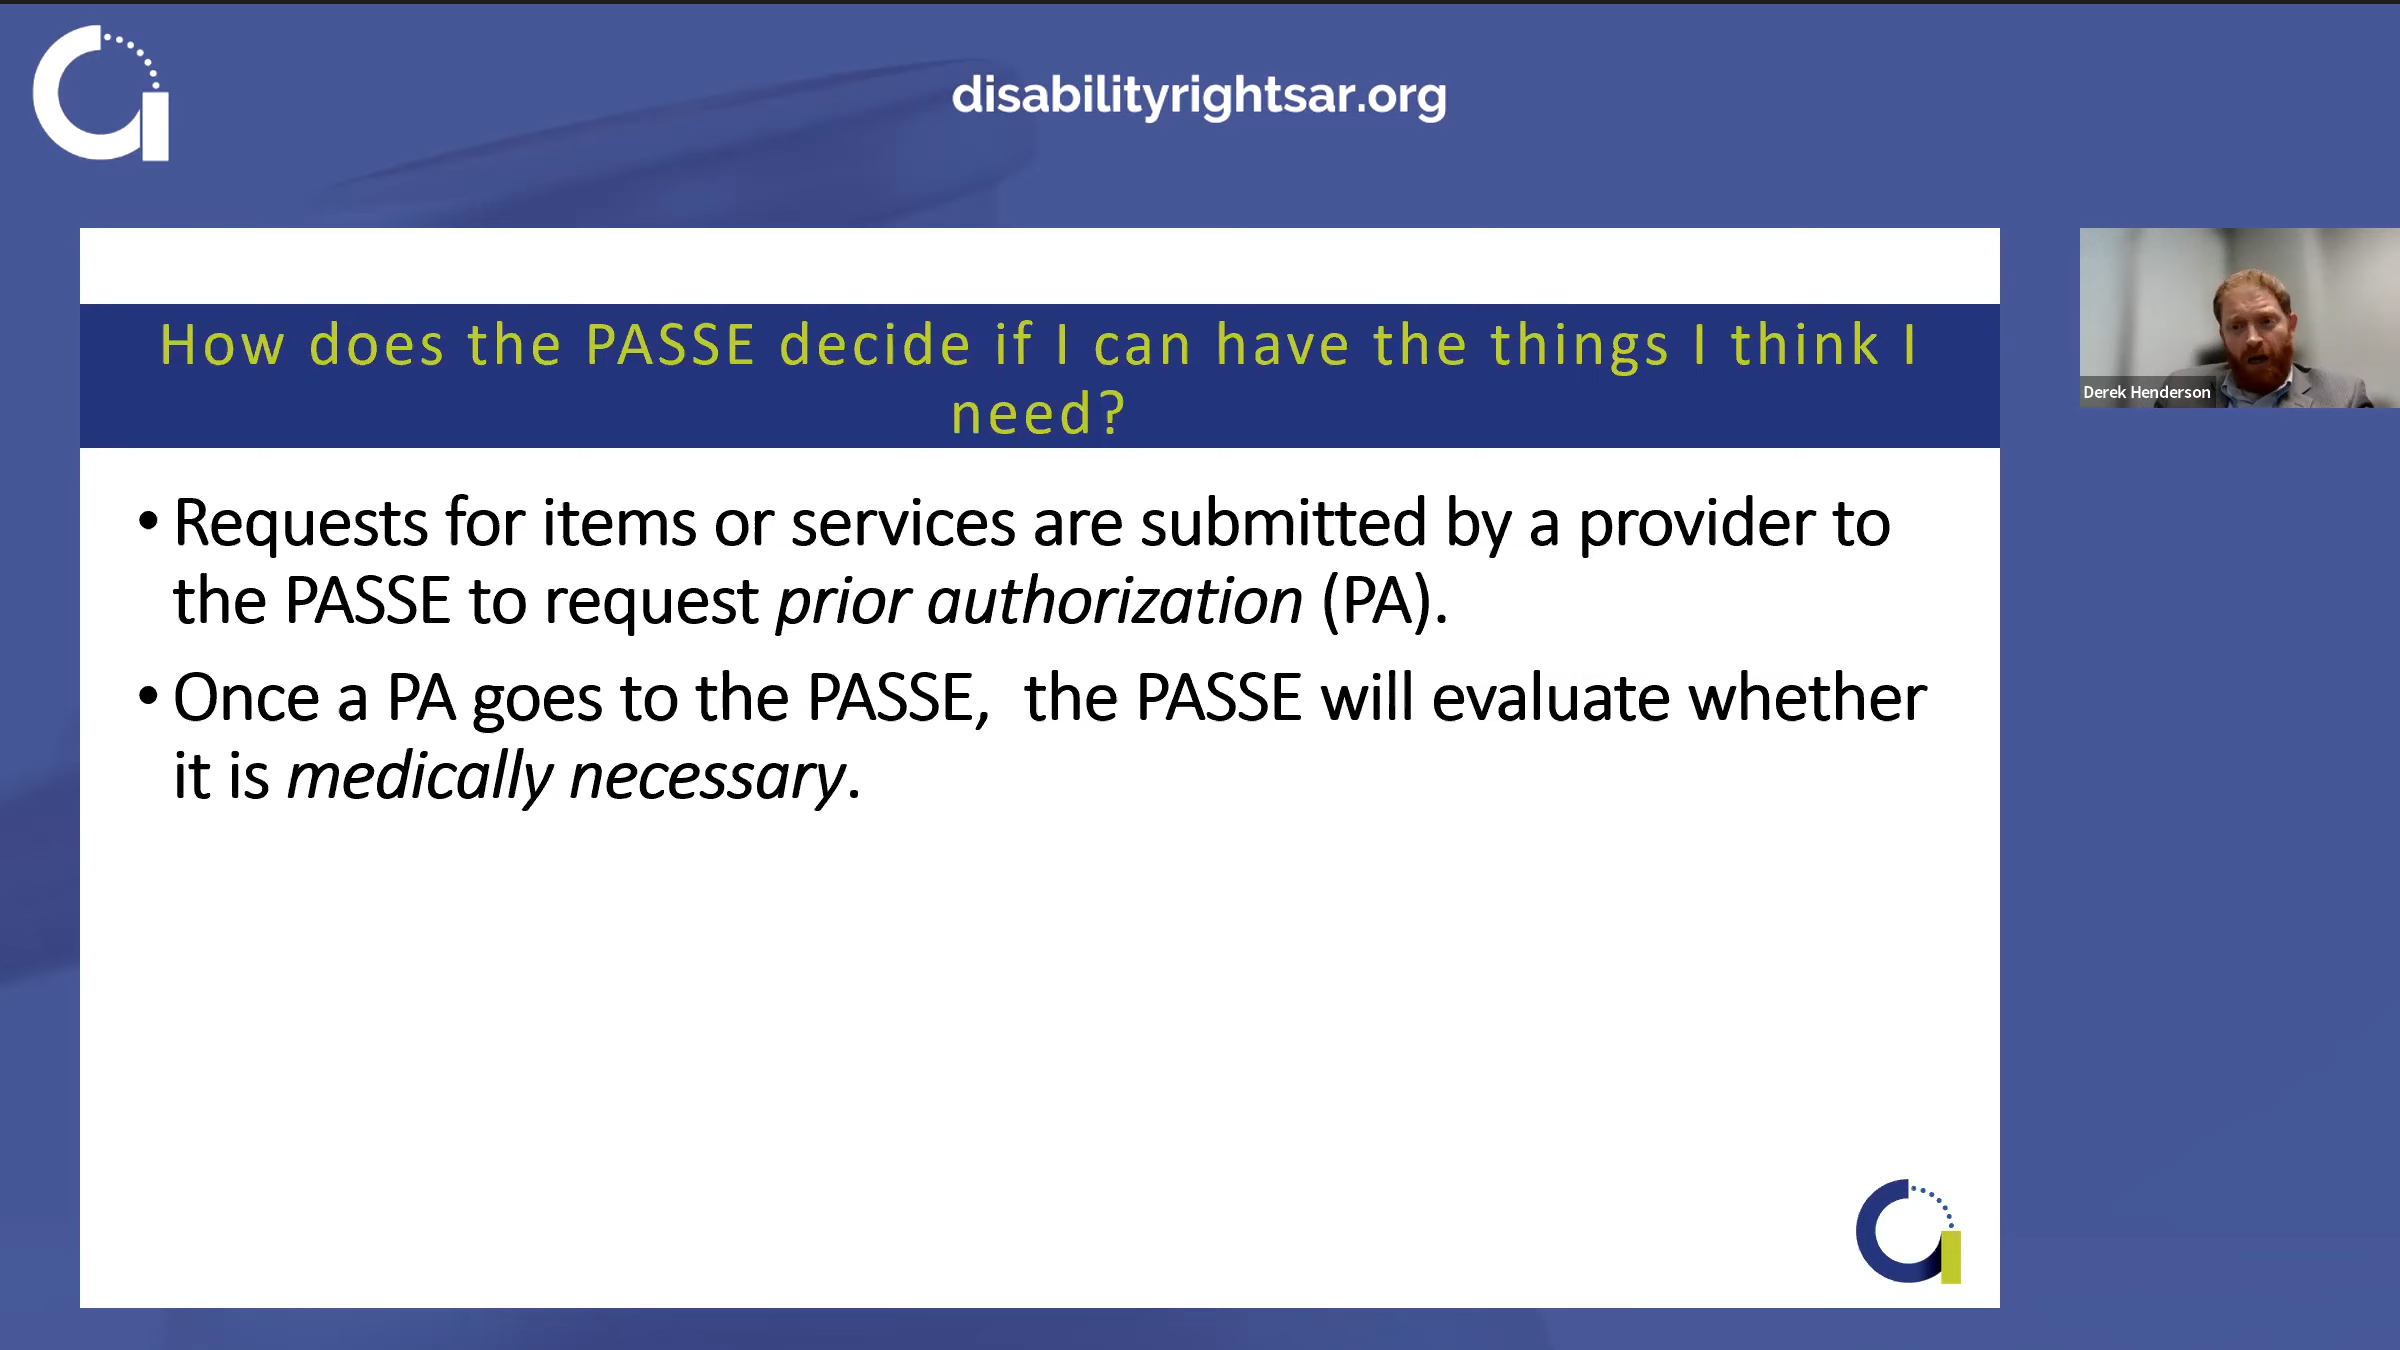 disabilityrightsar.org
How does the PASSE decide if I can have the things I think I
need?
• Requests for items or services are submitted by a provider to
the PASSE to request prior authorization (PA).
• Once a PA goes to the PASSE,  the PASSE will evaluate whether
it is medically necessary.
Derek Henderson